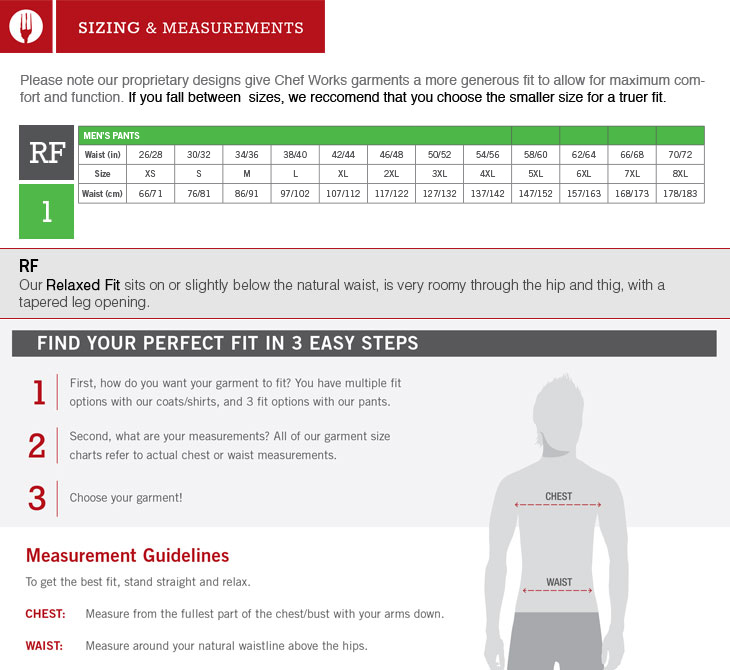 SIZING & MEASUREMENTS
Please note our proprietary designs give Chef Works garments a more generous fit to allow for maximum com-
fort and function. If you fall between sizes, we reccomend that you choose the smaller size for a truer fit.
RF
1
MEN'S PANTS
Waist (in) 26/28 30/32 34/36 38/40 42/44 46/48 50/52 54/56 58/60 62/64 66/68 70/72
Size XS S M L XL 2XL 3XL 4XL 5XL 6XL 7XL 8XL
Waist (cm) 66/71 76/81 86/91 97/102 107/112 117/122 127/132 137/142 147/152 157/163 168/173 178/183
RF
Our Relaxed Fit sits on or slightly below the natural waist, is very roomy through the hip and thig, with a
tapered leg opening.
FIND YOUR PERFECT FIT IN 3 EASY STEPS
1
First, how do you want your garment to fit? You have multiple fit
options with our coats/shirts, and 3 fit options with our pants.
2
Second, what are your measurements? All of our garment size
charts refer to actual chest or waist measurements.
3
Choose your garment!
CHEST
WAIST
Measurement Guidelines
To get the best fit, stand straight and relax.
CHEST: Measure from the fullest part of the chest/bust with your arms down.
WAIST: Measure around your natural waistline above the hips.